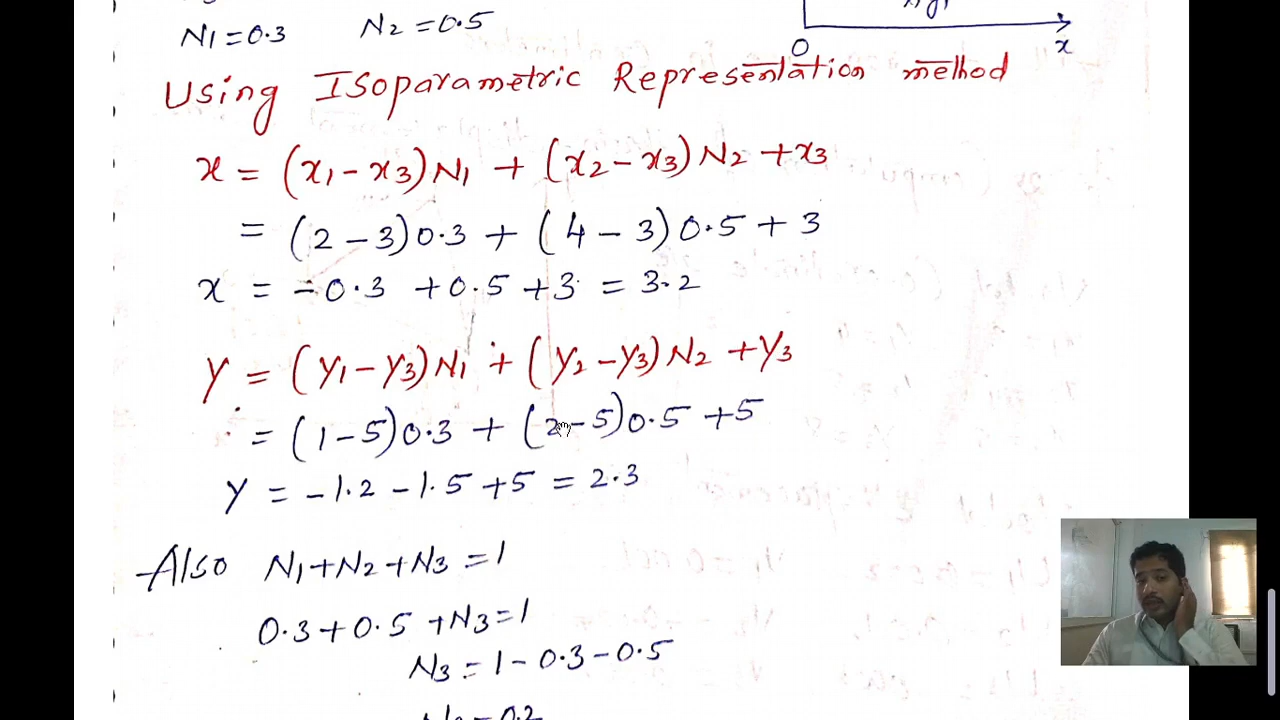 N1=0.3 N2=0.5
0
x
Using Isoparametric Representation method
x = (x1-x3)N1 + (x2-x3)N2 +x3
= (2-3)0.3 + (4-3)0.5 + 3
x = -0.3 +0.5 +3 = 3.2
Y = (Y1-Y3)N1 + (Y2-Y3)N2 +Y3
= (1-5)0.3 + (2-5)0.5 +5
Y = -1.2 -1.5 +5 = 2.3
Also N1+N2+N3=1
0.3+0.5 +N3=1
N3 = 1-0.3-0.5